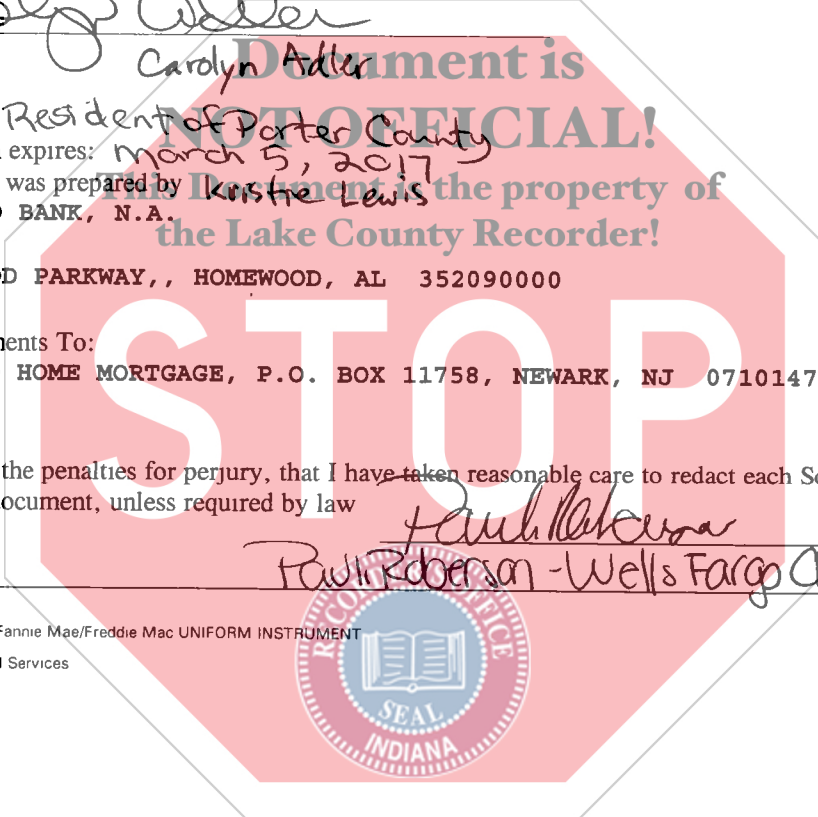 Carolyn Adler
Document is
Resident of Porter County
NOT OFFICIAL!
expires: March 5, 2017
was prepared by Kristie Lewis
This Document is the property of
BANK, N.A.
the Lake County Recorder!
D PARKWAY,, HOMEWOOD, AL 352090000
ents To:
HOME MORTGAGE, P.O. BOX 11758, NEWARK, NJ 0710147
STOP
the penalties for perjury, that I have taken reasonable care to redact each So
ocument, unless required by law
Pauli Roberson - Wells Fargo
Fannie Mae/Freddie Mac UNIFORM INSTRUMENT
Services
RECORDER'S OFFICE
SEAL
INDIANA